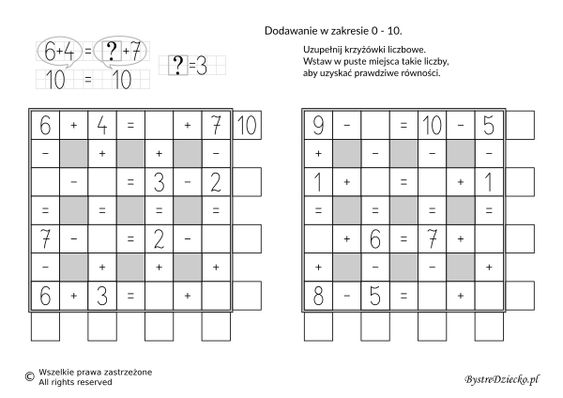 Dodawanie w zakresie 0 - 10.
6+4 = ? +7
10 = 10
? =3
Uzupełnij krzyżówki liczbowe.
Wstaw w puste miejsca takie liczby,
aby uzyskać prawdziwe równości.
6 + 4 = + 7 10
- + + -
- = 3 - 2
= = = =
7 - = 2 -
- + + +
6 + 3 = +
9 - = 10 - 5
+ - - -
1 + = + 1
= = = =
+ 6 = 7 +
+ - - +
8 - 5 = +
© Wszelkie prawa zastrzeżone
All rights reserved
BystreDziecko.pl